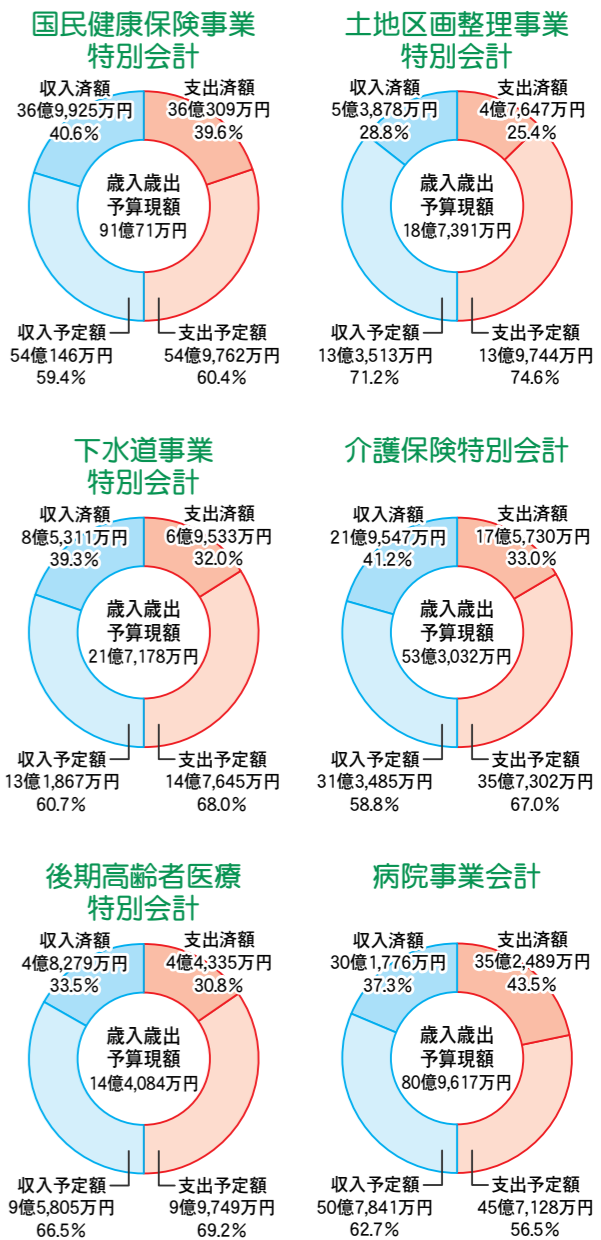 国民健康保険事業
特別会計
収入済額
36億9,925万円
40.6%
支出済額
36億309万円
39.6%
歳入歳出
予算現額
91億71万円
収入予定額
54億146万円
59.4%
支出予定額
54億9,762万円
60.4%
土地区画整理事業
特別会計
収入済額
5億3,878万円
28.8%
支出済額
4億7,647万円
25.4%
歳入歳出
予算現額
18億7,391万円
収入予定額
13億3,513万円
71.2%
支出予定額
13億9,744万円
74.6%
下水道事業
特別会計
収入済額
8億5,311万円
39.3%
支出済額
6億9,533万円
32.0%
歳入歳出
予算現額
21億7,178万円
収入予定額
13億1,867万円
60.7%
支出予定額
14億7,645万円
68.0%
介護保険特別会計
収入済額
21億9,547万円
41.2%
支出済額
17億5,730万円
33.0%
歳入歳出
予算現額
53億3,032万円
収入予定額
31億3,485万円
58.8%
支出予定額
35億7,302万円
67.0%
後期高齢者医療
特別会計
収入済額
4億8,279万円
33.5%
支出済額
4億4,335万円
30.8%
歳入歳出
予算現額
14億4,084万円
収入予定額
9億5,805万円
66.5%
支出予定額
9億9,749万円
69.2%
病院事業会計
収入済額
30億1,776万円
37.3%
支出済額
35億2,489万円
43.5%
歳入歳出
予算現額
80億9,617万円
収入予定額
50億7,841万円
62.7%
支出予定額
45億7,128万円
56.5%